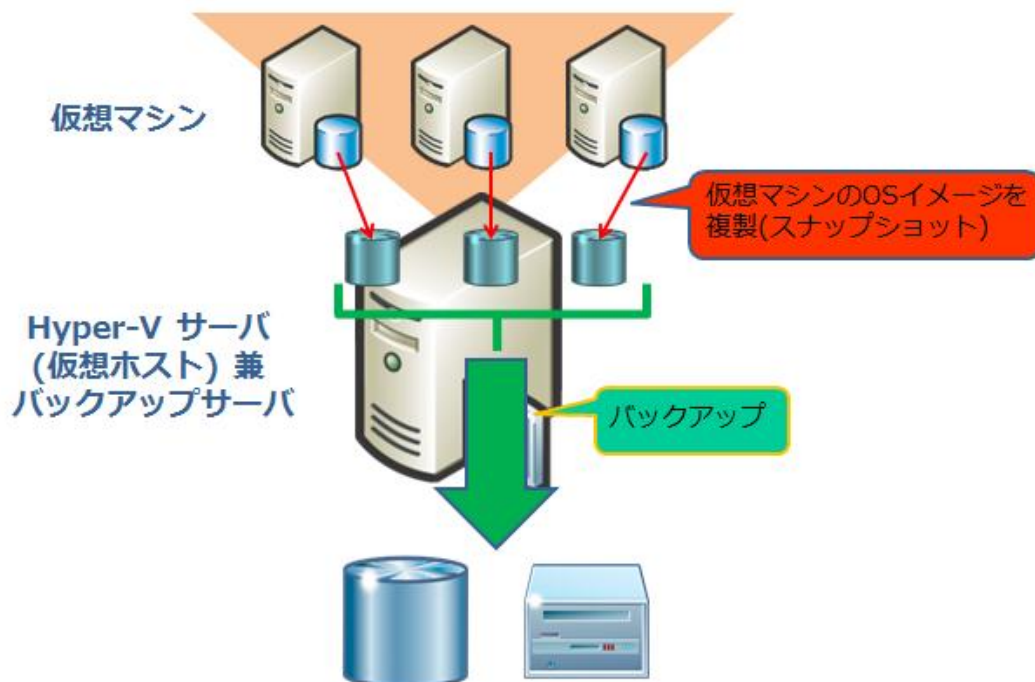 仮想マシン
仮想マシンのOSイメージを
複製(スナップショット)
Hyper-V サーバ
(仮想ホスト) 兼
バックアップサーバ
バックアップ